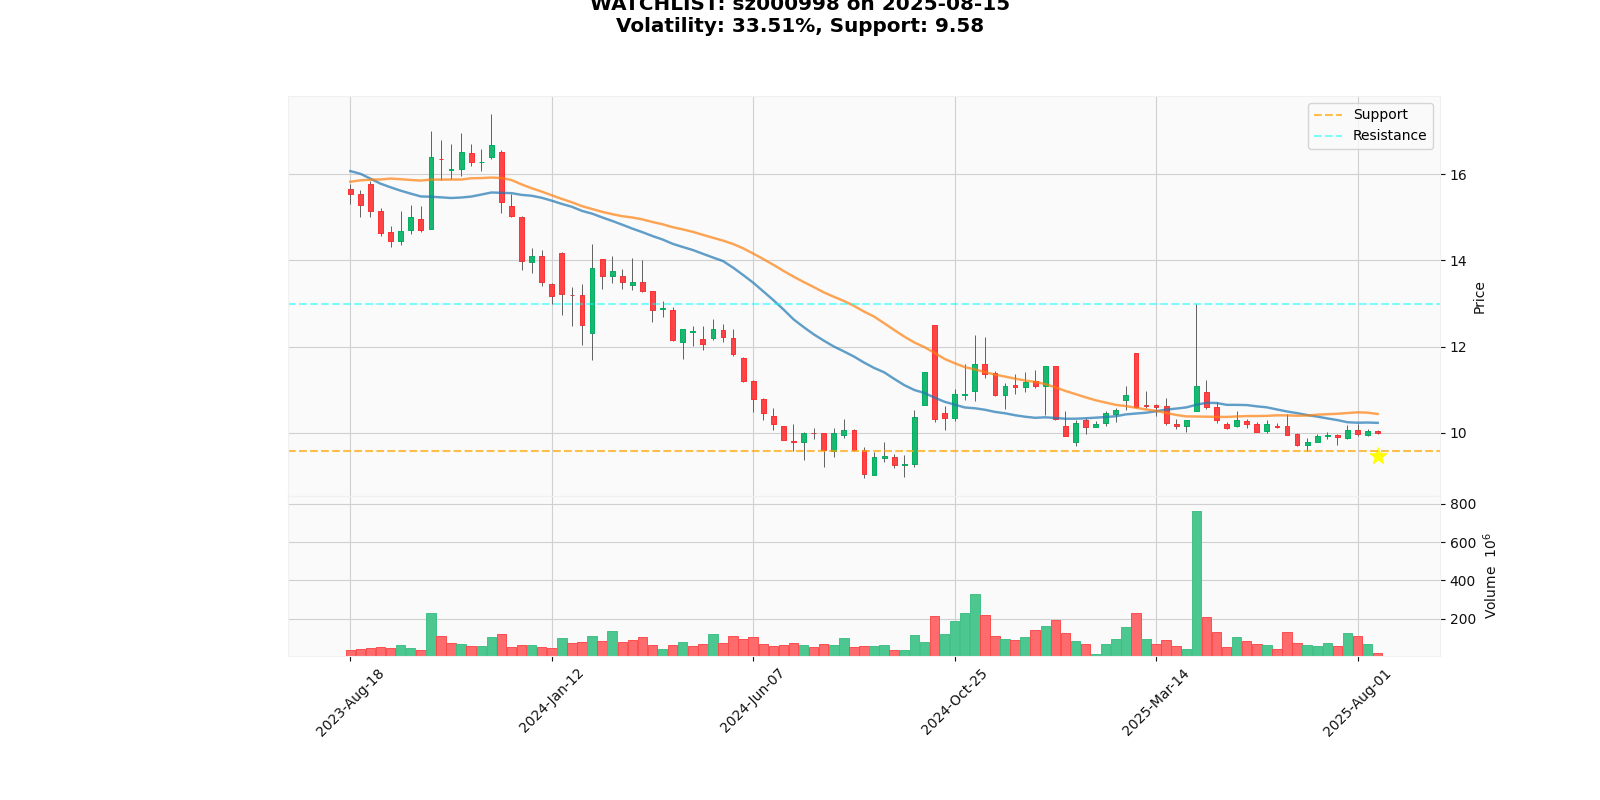 WATCHLIST: sz000998 on 2025-08-15
Volatility: 33.51%, Support: 9.58
Support
Resistance
16
14
12
10
Price
800
600
400
200
Volume 10⁶
2023-Aug-18
2024-Jan-12
2024-Jun-07
2024-Oct-25
2025-Mar-14
2025-Aug-01